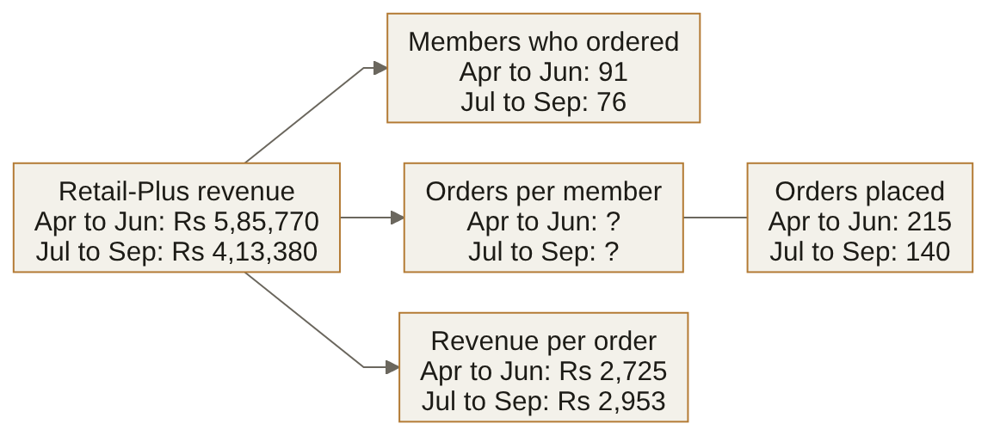 Members who ordered
Apr to Jun: 91
Jul to Sep: 76
Retail-Plus revenue
Apr to Jun: Rs 5,85,770
Jul to Sep: Rs 4,13,380
Orders per member
Apr to Jun: ?
Jul to Sep: ?
Orders placed
Apr to Jun: 215
Jul to Sep: 140
Revenue per order
Apr to Jun: Rs 2,725
Jul to Sep: Rs 2,953